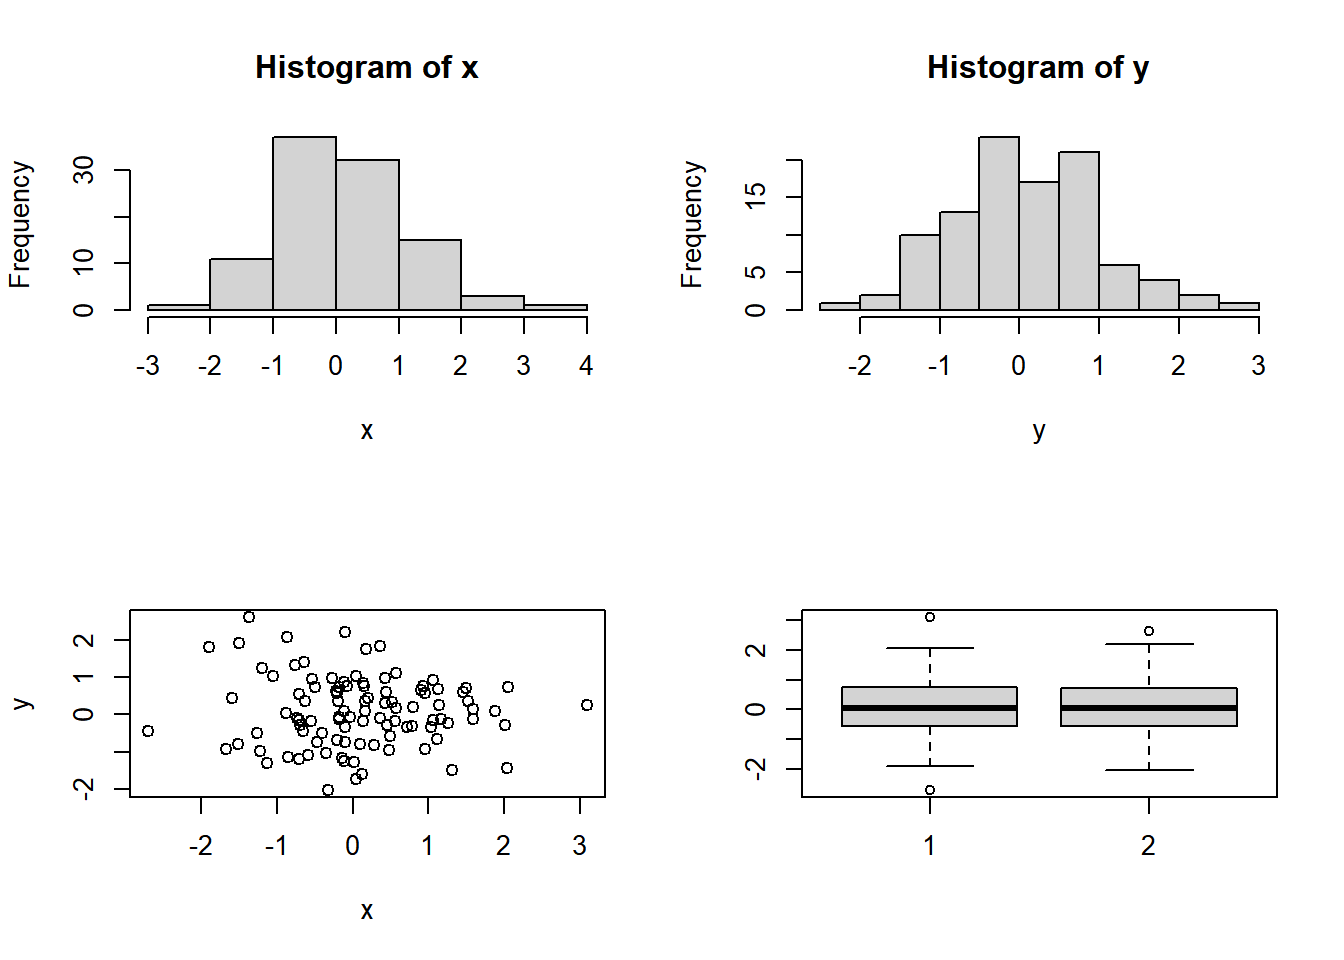 Histogram of x
Frequency
0 10 30
-3 -2 -1 0 1 2 3 4
x
Histogram of y
Frequency
0 5 15
-2 -1 0 1 2 3
y
y
-2 0 1 2
-2 -1 0 1 2 3
x
-2 0 2
1 2